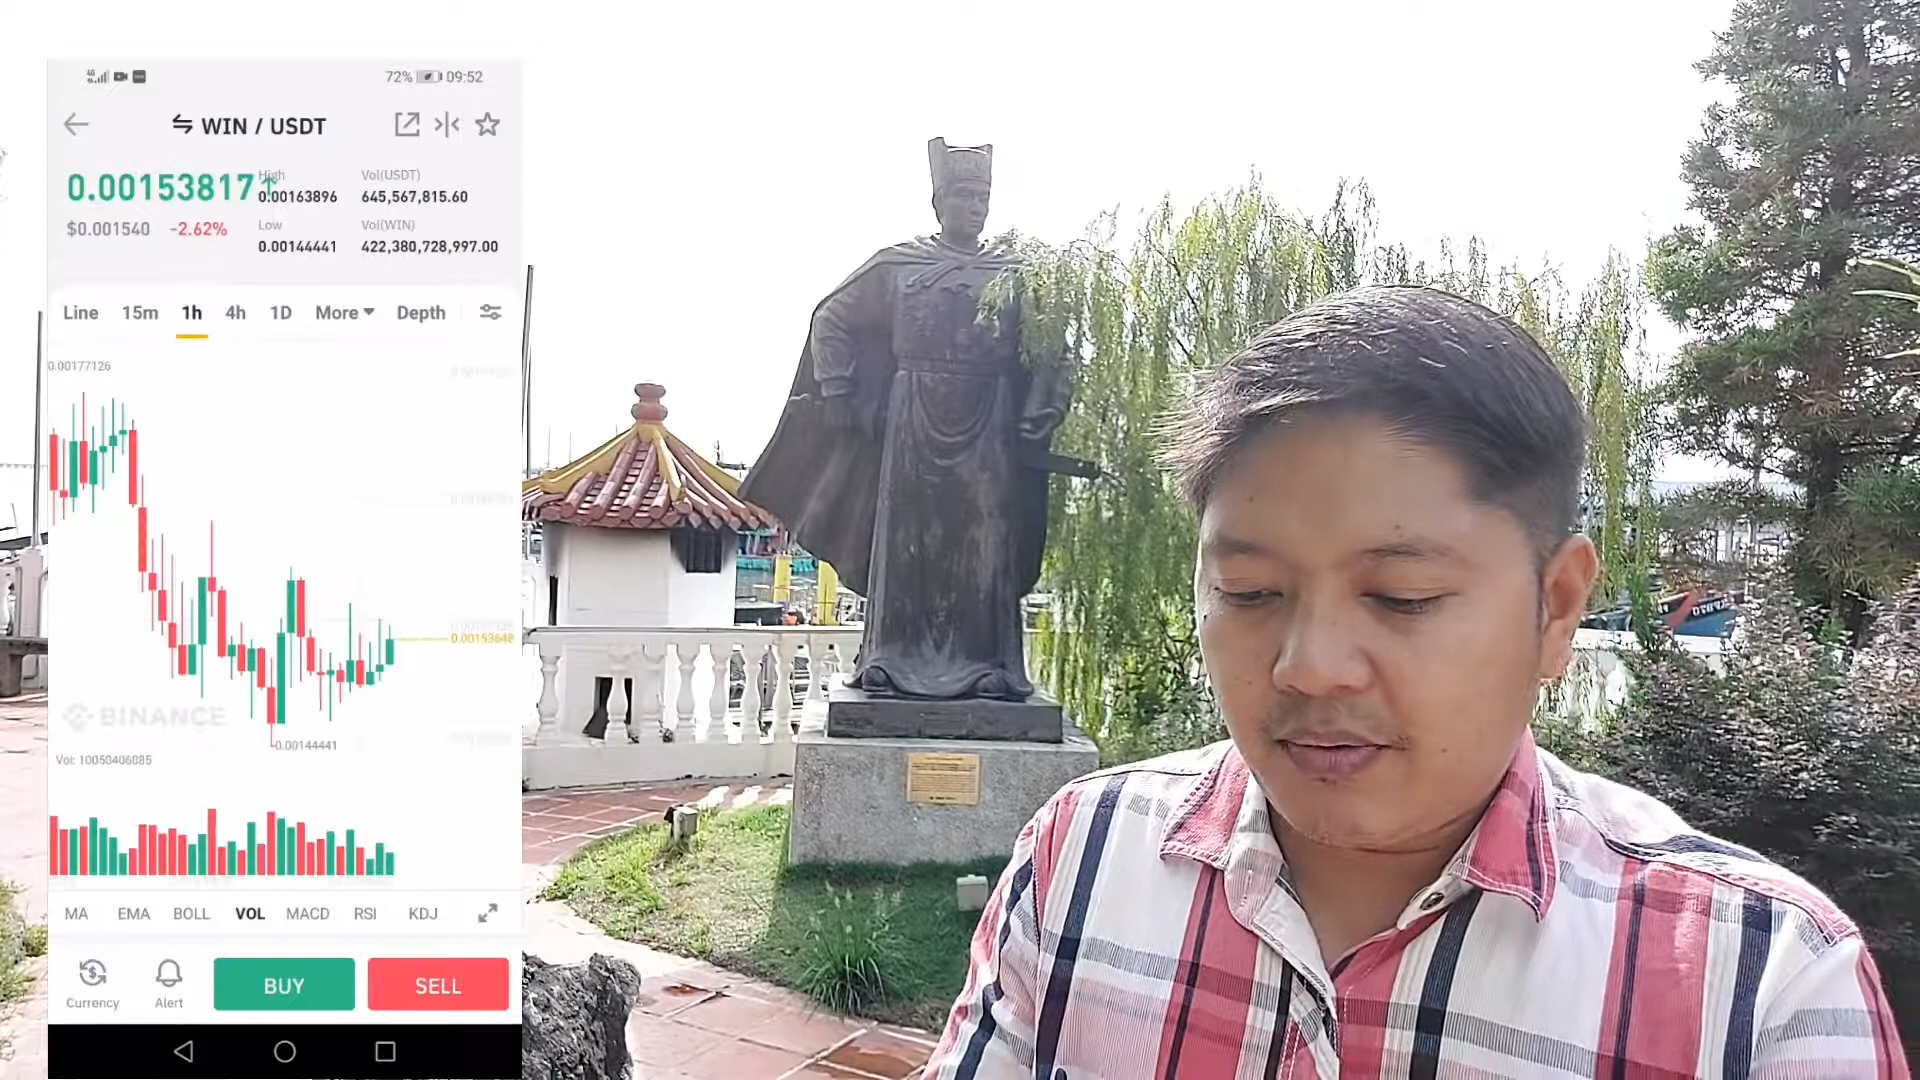 72% 09:52
WIN / USDT
0.00153817
$0.001540 -2.62%
High
0.00163896
Low
0.00144441
Vol(USDT)
645,567,815.60
Vol(WIN)
422,380,728,997.00
Line 15m 1h 4h 1D More Depth
0.00177126
0.00153648
BINANCE
0.00144441
Vol: 10050406085
MA EMA BOLL VOL MACD RSI KDJ
Currency Alert BUY SELL